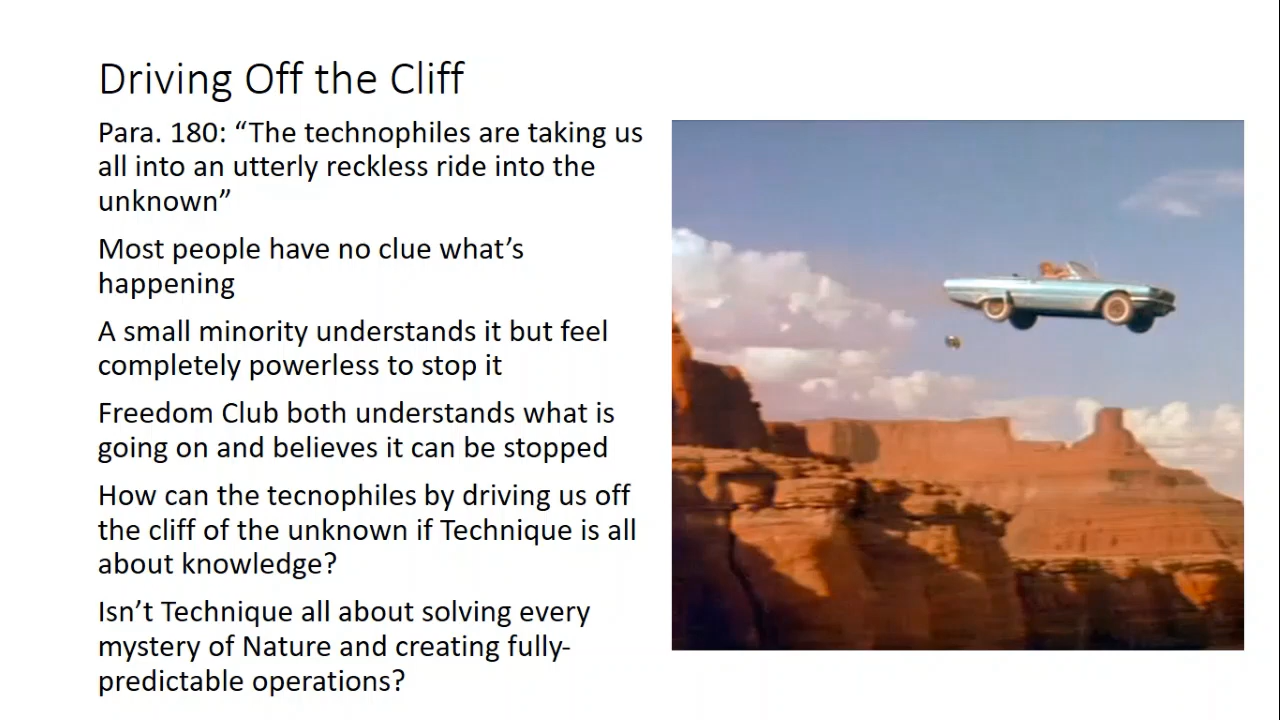 Driving Off the Cliff
Para. 180: “The technophiles are taking us
all into an utterly reckless ride into the
unknown”
Most people have no clue what’s
happening
A small minority understands it but feel
completely powerless to stop it
Freedom Club both understands what is
going on and believes it can be stopped
How can the tecnophiles by driving us off
the cliff of the unknown if Technique is all
about knowledge?
Isn’t Technique all about solving every
mystery of Nature and creating fully-
predictable operations?